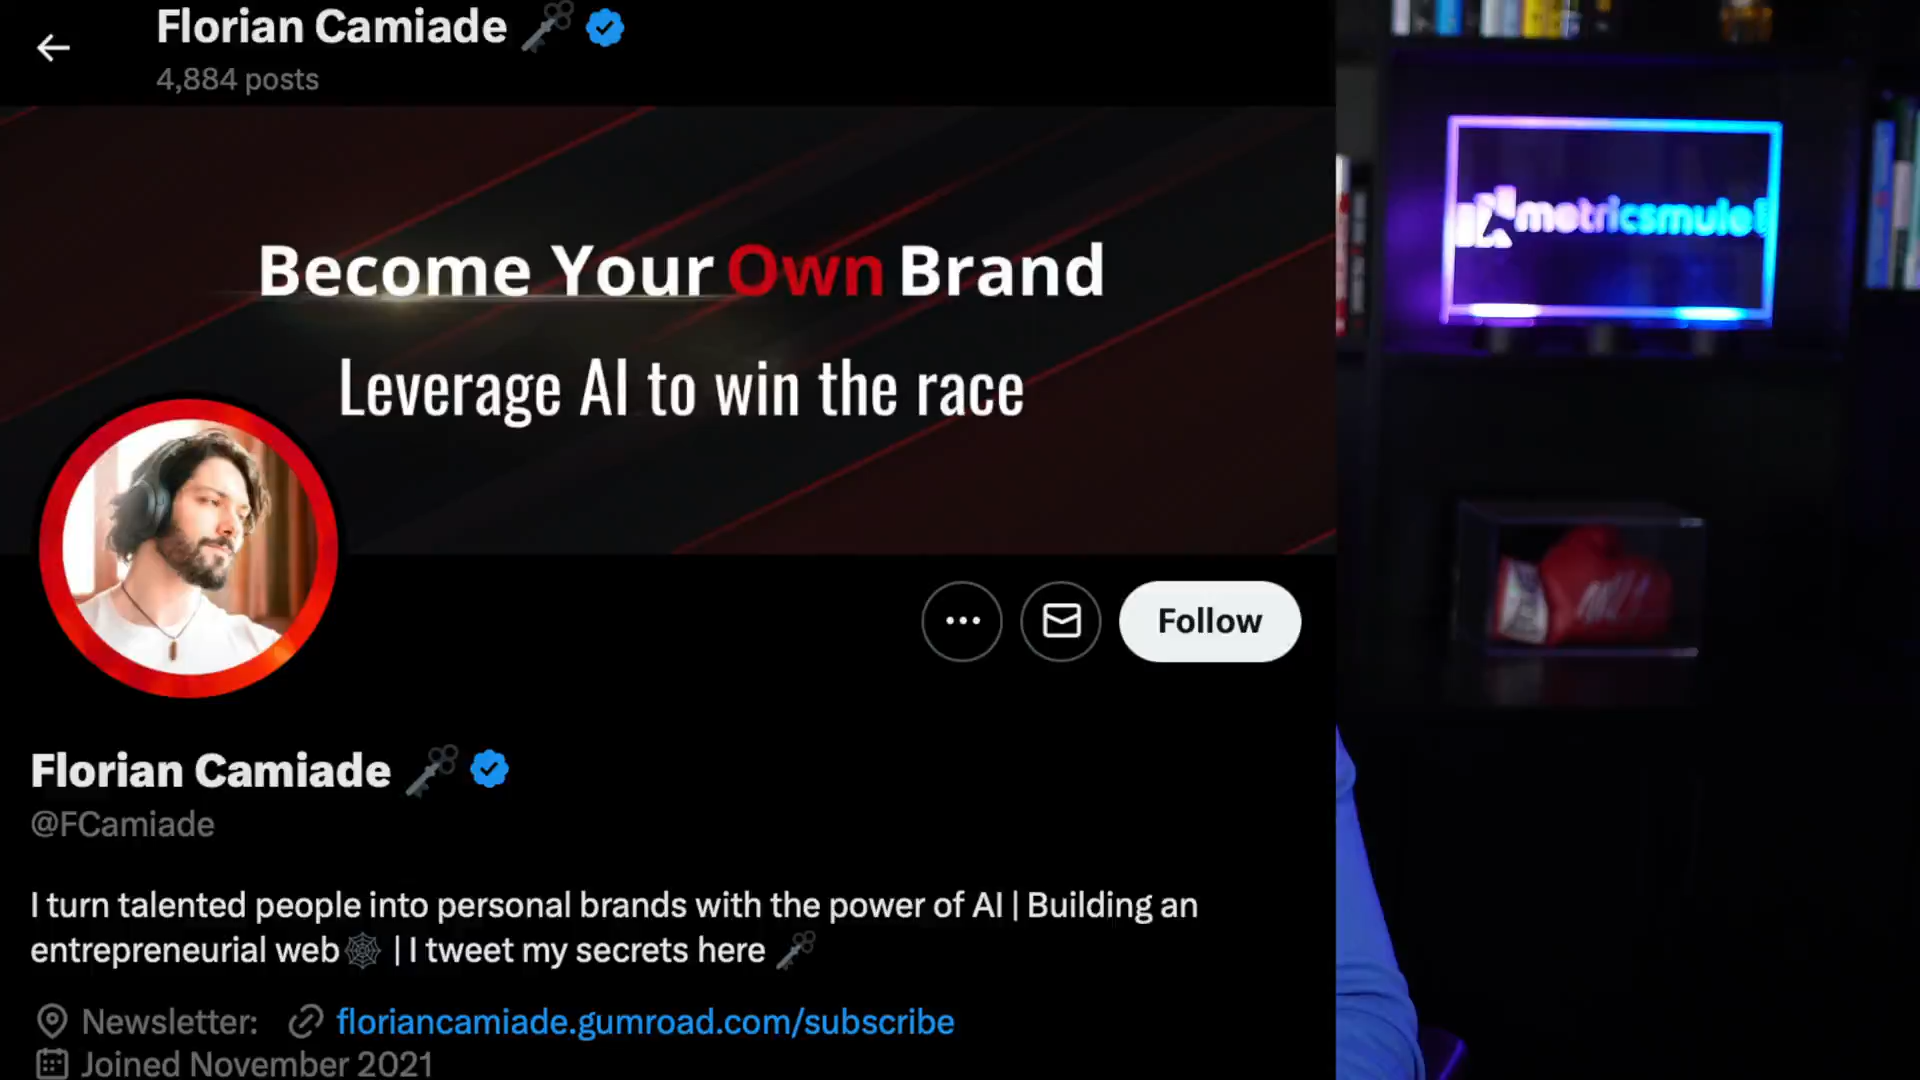 Florian Camiade
4,884 posts
Become Your Own Brand
Leverage AI to win the race
Follow
Florian Camiade
@FCamiade
I turn talented people into personal brands with the power of AI | Building an
entrepreneurial web | I tweet my secrets here
Newsletter: floriancamiade.gumroad.com/subscribe
Joined November 2021
metricsmule